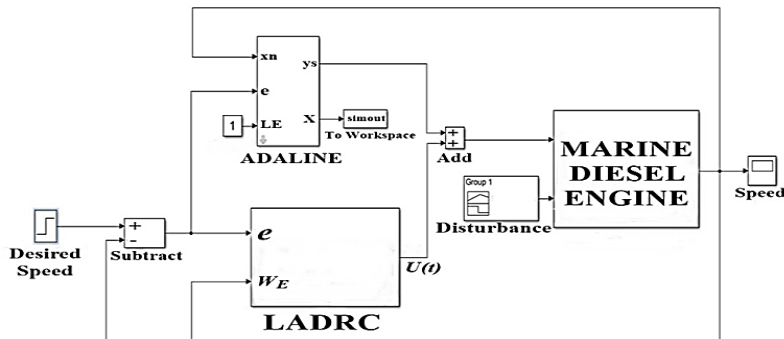 xn
ys
e
1
LE
X
simout
To Workspace
ADALINE
+
+
Add
MARINE
DIESEL
ENGINE
Speed
Group 1
Disturbance
+
-
Desired
Speed
Subtract
e
U(t)
WE
LADRC